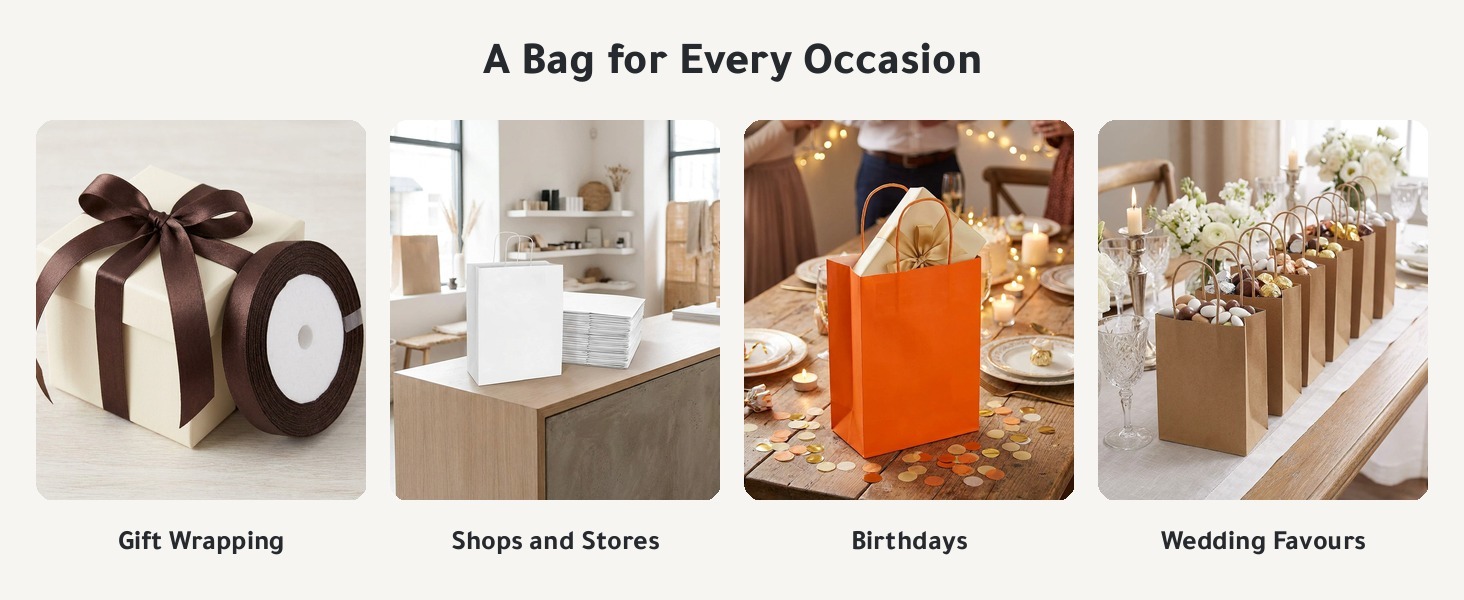 A Bag for Every Occasion
Gift Wrapping
Shops and Stores
Birthdays
Wedding Favours